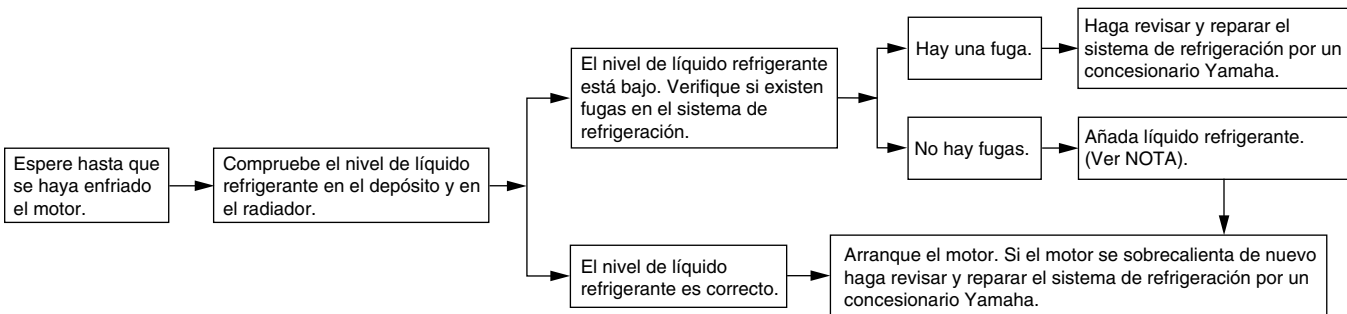 Espere hasta que
se haya enfriado
el motor.
Compruebe el nivel de líquido
refrigerante en el depósito y en
el radiador.
El nivel de líquido refrigerante
está bajo. Verifique si existen
fugas en el sistema de
refrigeración.
Hay una fuga.
Haga revisar y reparar el
sistema de refrigeración por un
concesionario Yamaha.
No hay fugas.
Añada líquido refrigerante.
(Ver NOTA).
El nivel de líquido
refrigerante es correcto.
Arranque el motor. Si el motor se sobrecalienta de nuevo
haga revisar y reparar el sistema de refrigeración por un
concesionario Yamaha.